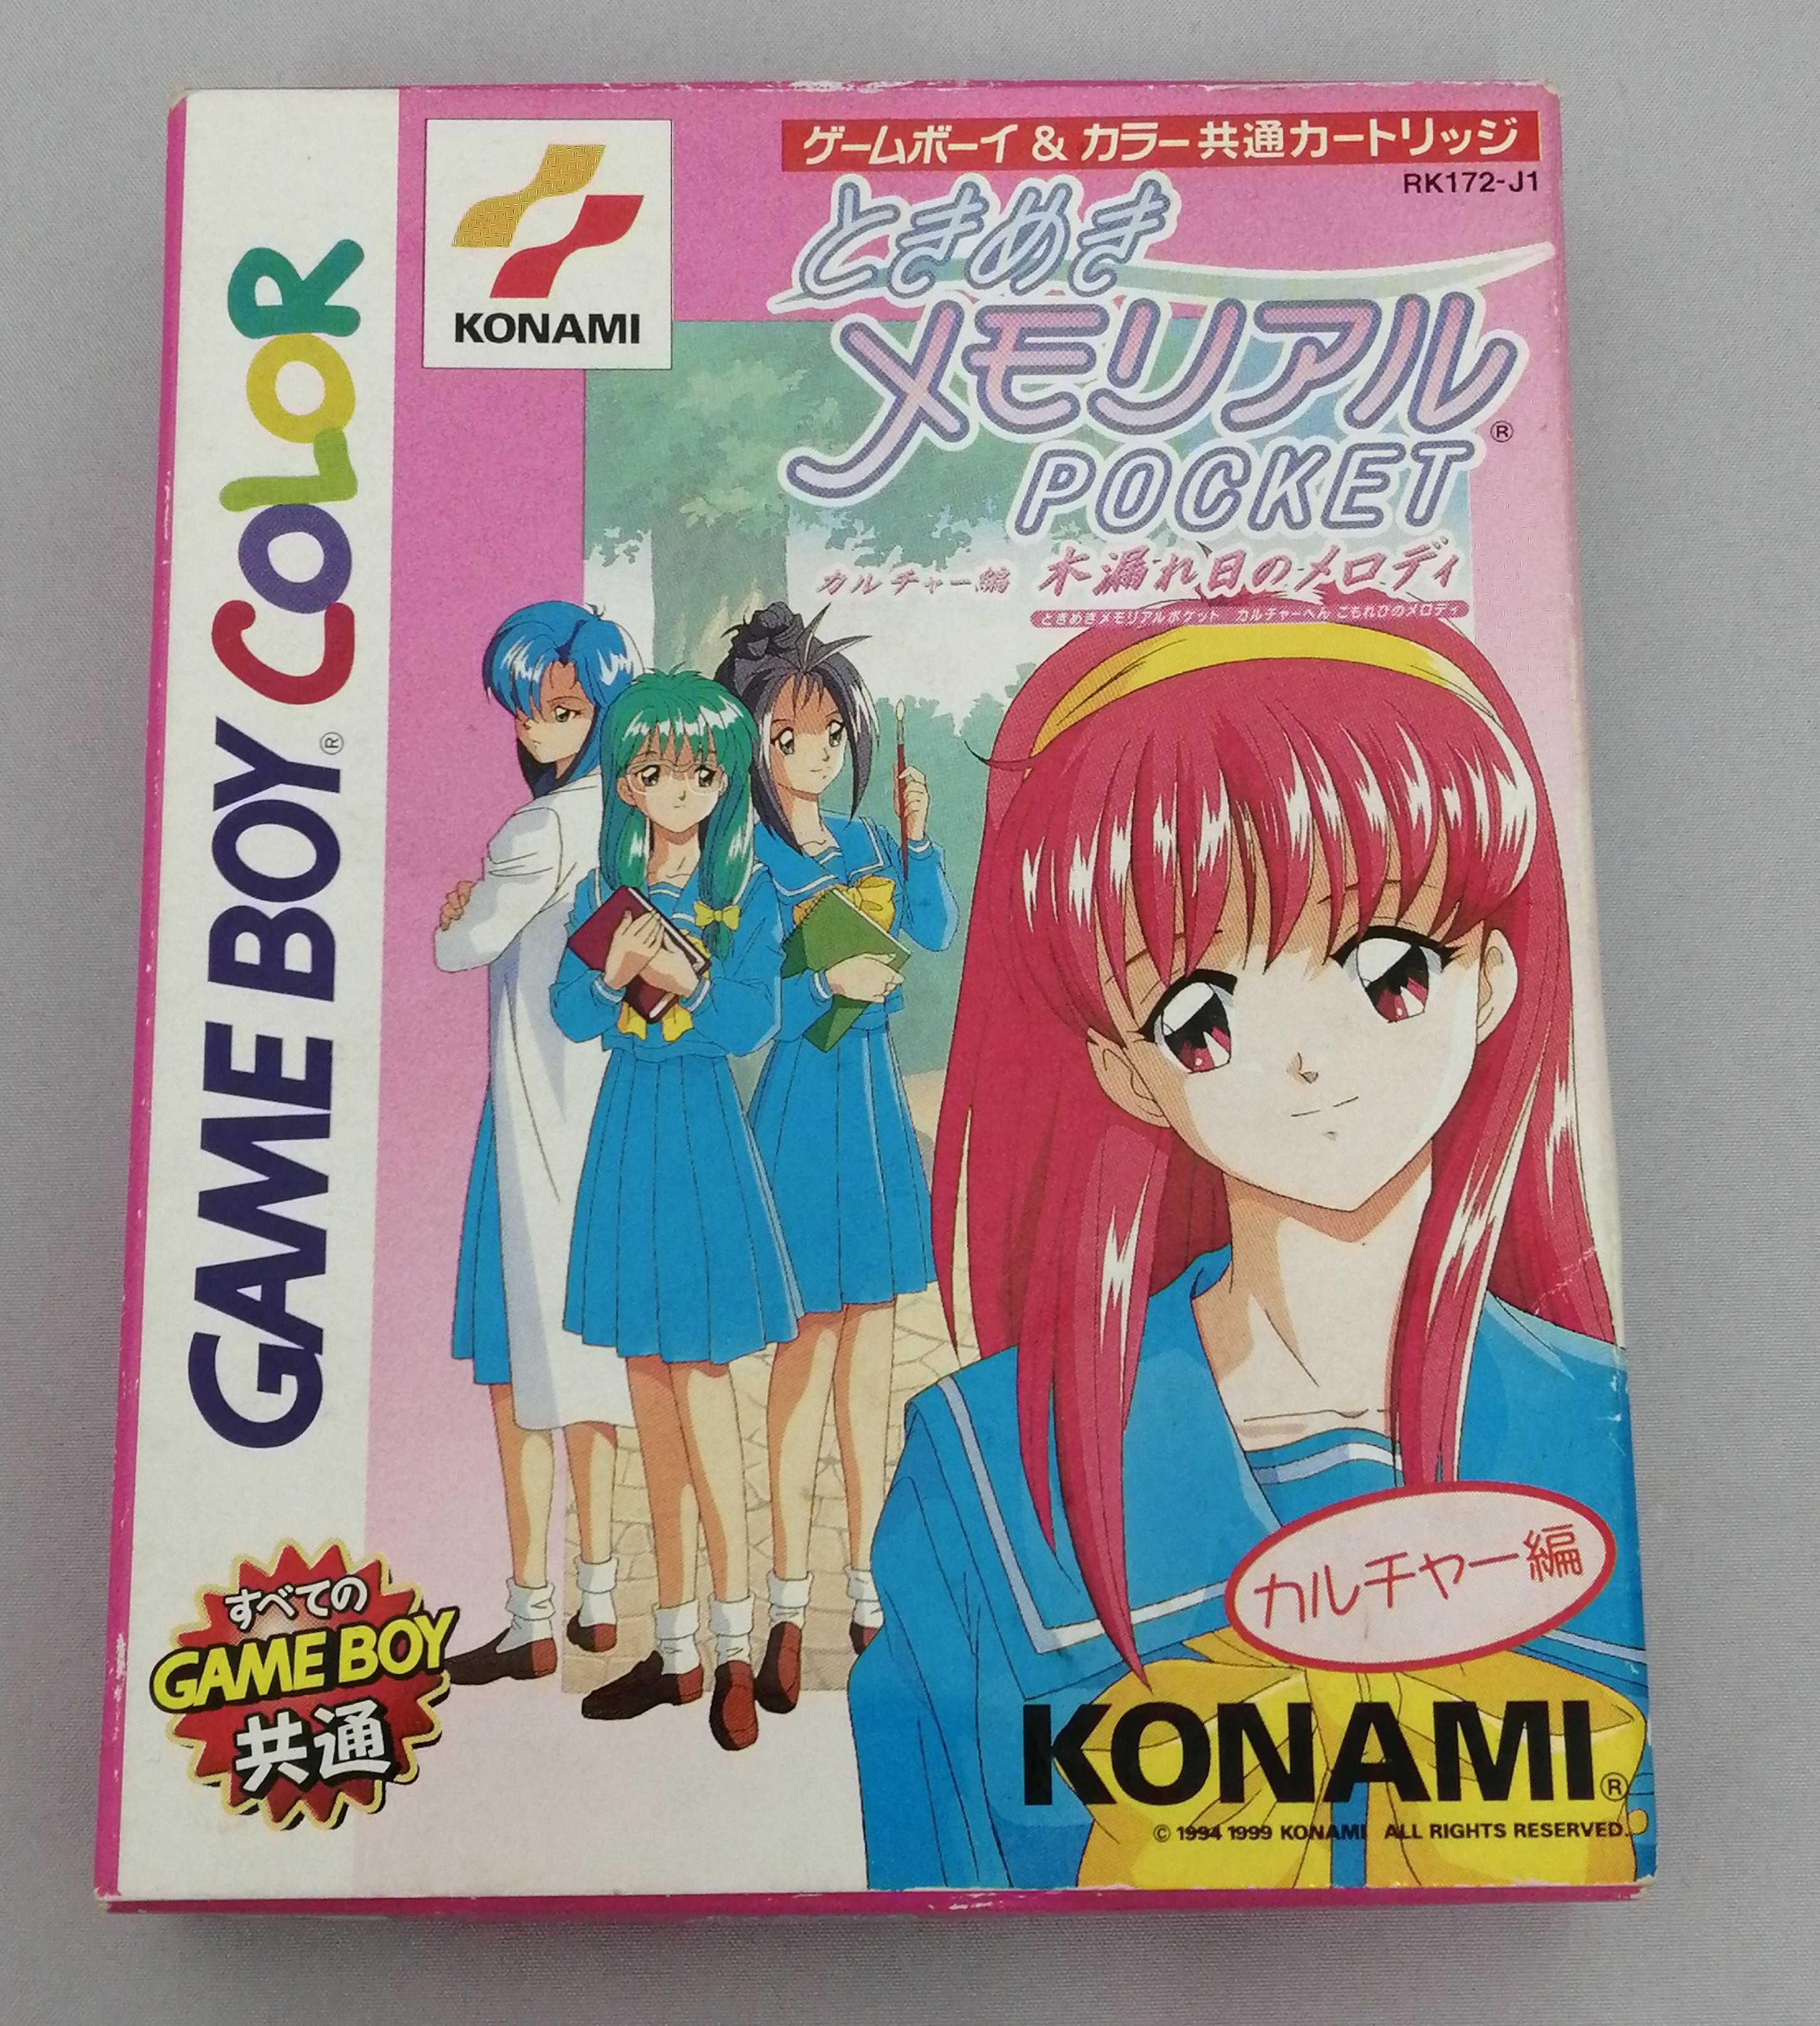 KONAMI
ゲームボーイ & カラー共通カートリッジ
RK172-J1
ときめき
メモリアル
POCKET®
カルチャー編 木漏れ日のメロディ
ときめきメモリアルポケット カルチャーへん こもれびのメロディ
GAME BOY® COLOR
すべての
GAME BOY
共通
カルチャー編
KONAMI®
© 1994 1999 KONAMI ALL RIGHTS RESERVED.